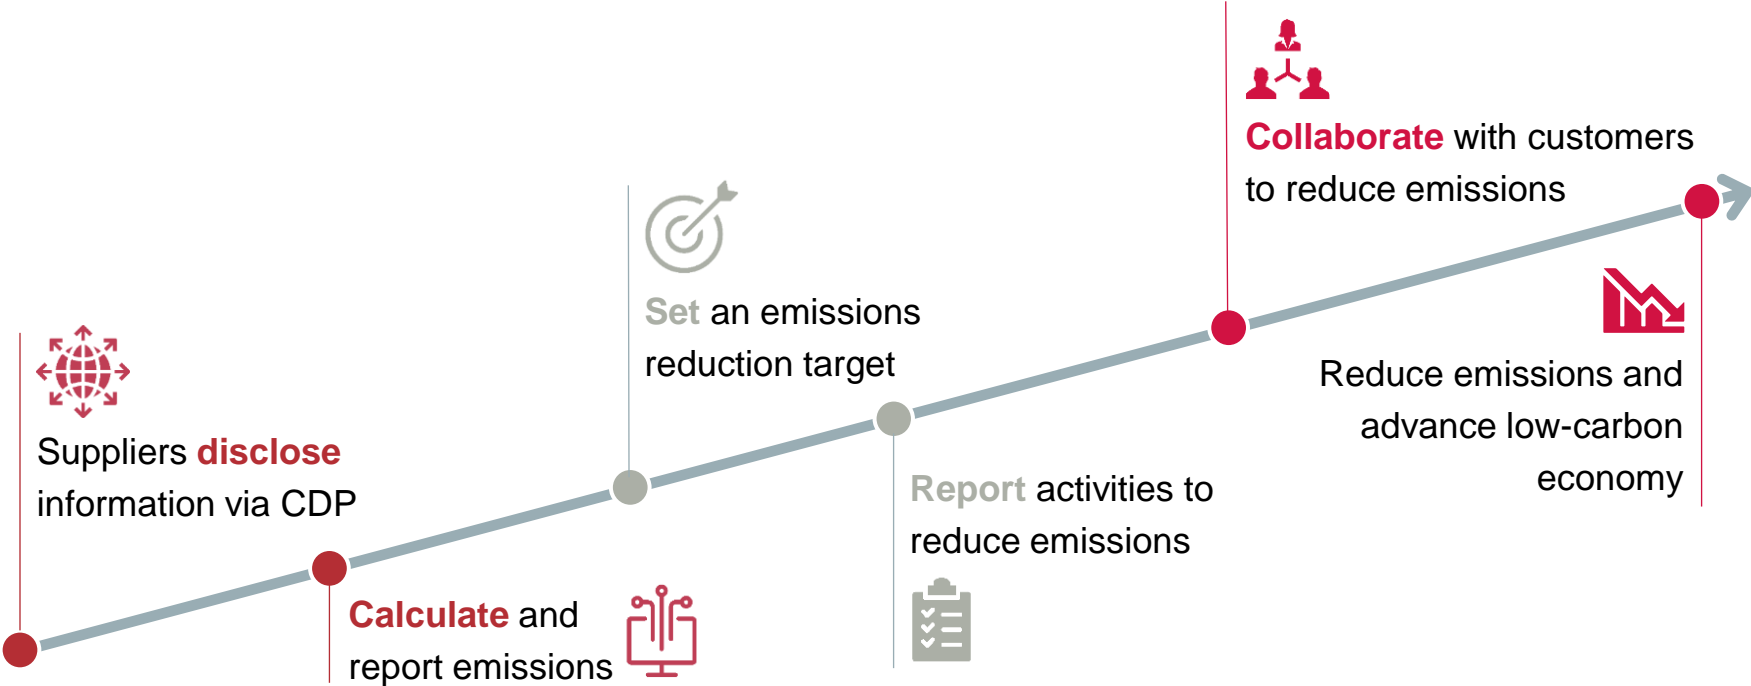 Suppliers disclose
information via CDP
Calculate and
report emissions
Set an emissions
reduction target
Report activities to
reduce emissions
Collaborate with customers
to reduce emissions
Reduce emissions and
advance low-carbon
economy